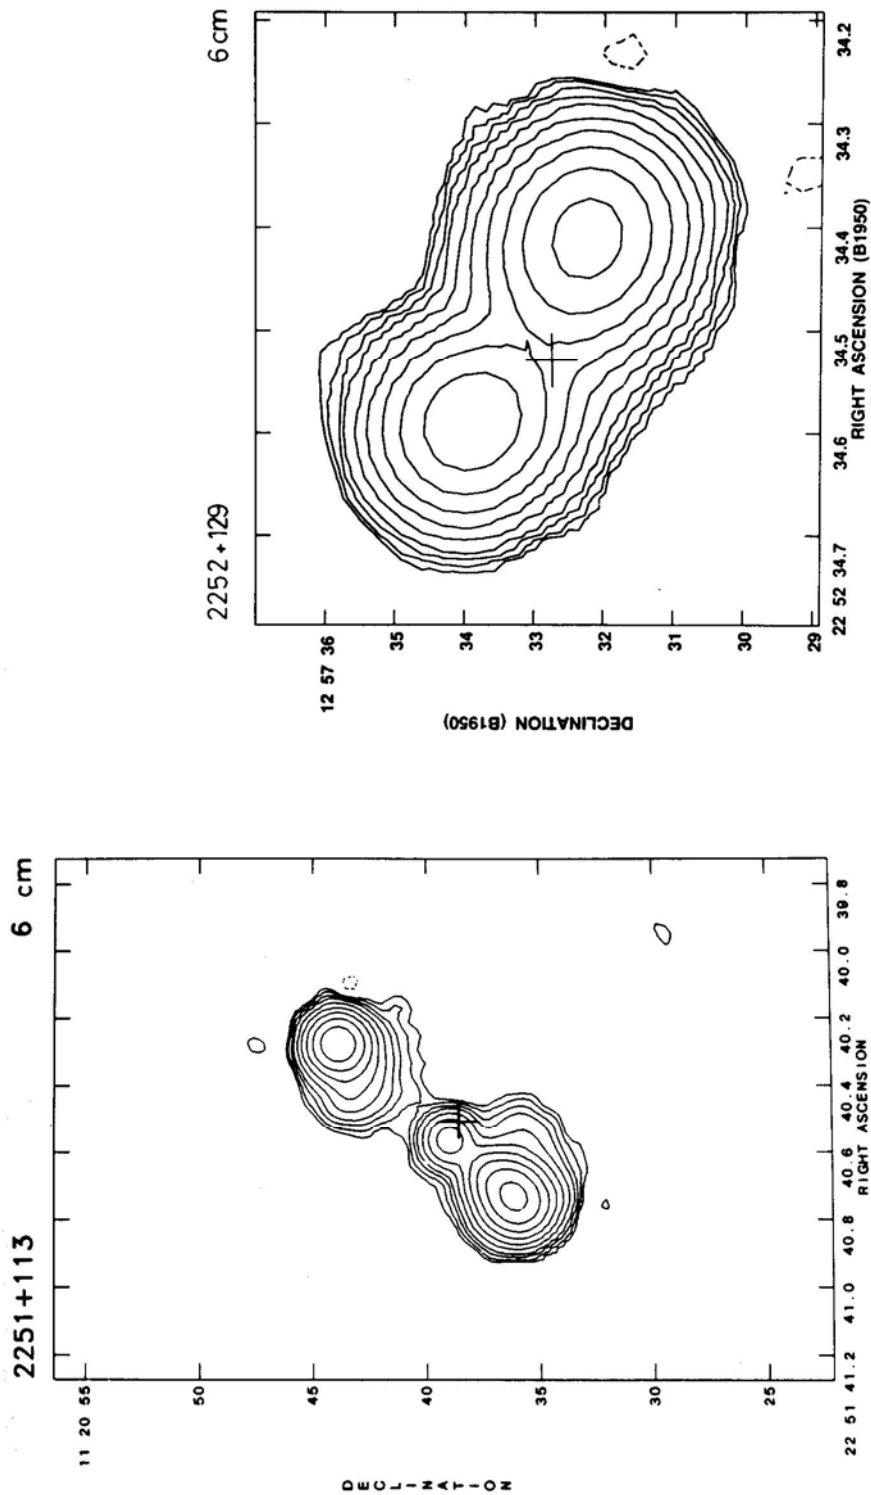 2251+113
6 cm
DECLINATION
11 20 55
50
45
40
35
30
25
22 51 41.2
41.0
40.8
40.6
40.4
40.2
40.0
39.8
RIGHT ASCENSION
2252+129
6 cm
DECLINATION (B1950)
12 57 36
35
34
33
32
31
30
29
22 52 34.7
34.6
34.5
34.4
34.3
34.2
RIGHT ASCENSION (B1950)